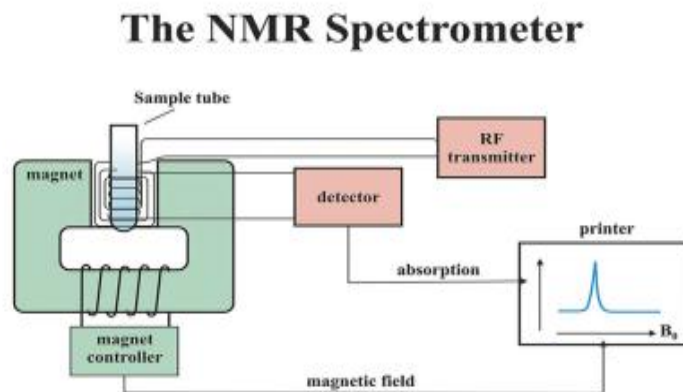 The NMR Spectrometer
Sample tube
RF
transmitter
magnet
detector
printer
absorption
B₀
magnet
controller
magnetic field